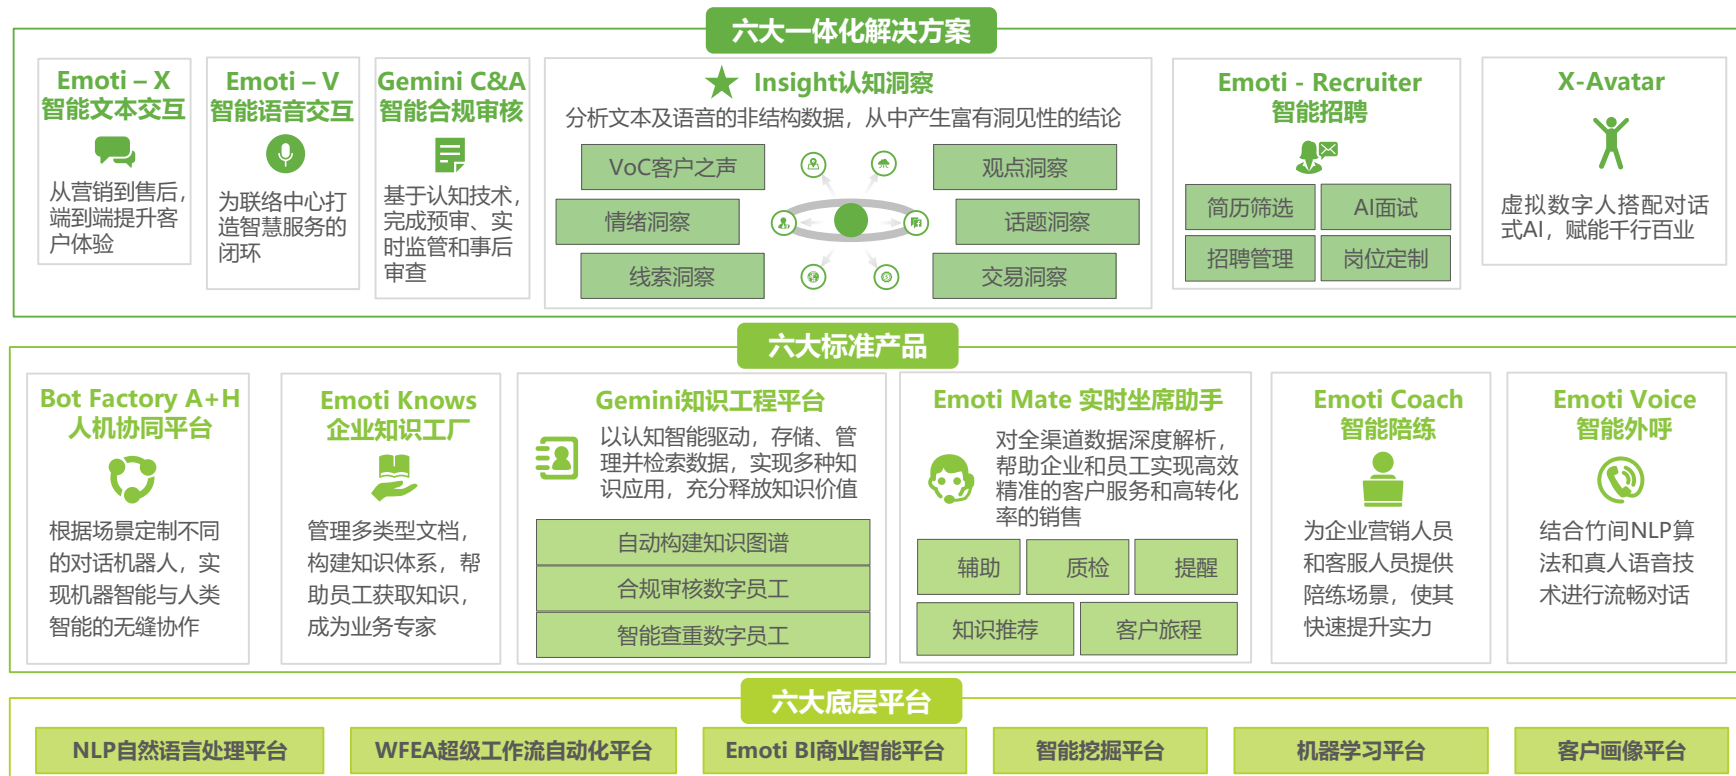 六大一体化解决方案
Emoti – X
智能文本交互
从营销到售后，
端到端提升客
户体验
Emoti – V
智能语音交互
为联络中心打
造智慧服务的
闭环
Gemini C&A
智能合规审核
基于认知技术，
完成预审、实
时监管和事后
审查
Insight认知洞察
分析文本及语音的非结构数据，从中产生富有洞见性的结论
VoC客户之声
观点洞察
情绪洞察
话题洞察
线索洞察
交易洞察
Emoti - Recruiter
智能招聘
简历筛选
AI面试
招聘管理
岗位定制
X-Avatar
虚拟数字人搭配对话
式AI，赋能千行百业
六大标准产品
Bot Factory A+H
人机协同平台
根据场景定制不同
的对话机器人，实
现机器智能与人类
智能的无缝协作
Emoti Knows
企业知识工厂
管理多类型文档，
构建知识体系，帮
助员工获取知识，
成为业务专家
Gemini知识工程平台
以认知智能驱动，存储、管
理并检索数据，实现多种知
识应用，充分释放知识价值
自动构建知识图谱
合规审核数字员工
智能查重数字员工
Emoti Mate 实时坐席助手
对全渠道数据深度解析，
帮助企业和员工实现高效
精准的客户服务和高转化
率的销售
辅助
质检
提醒
知识推荐
客户旅程
Emoti Coach
智能陪练
为企业营销人员
和客服人员提供
陪练场景，使其
快速提升实力
Emoti Voice
智能外呼
结合竹间NLP算
法和真人语音技
术进行流畅对话
六大底层平台
NLP自然语言处理平台
WFEA超级工作流自动化平台
Emoti BI商业智能平台
智能挖掘平台
机器学习平台
客户画像平台